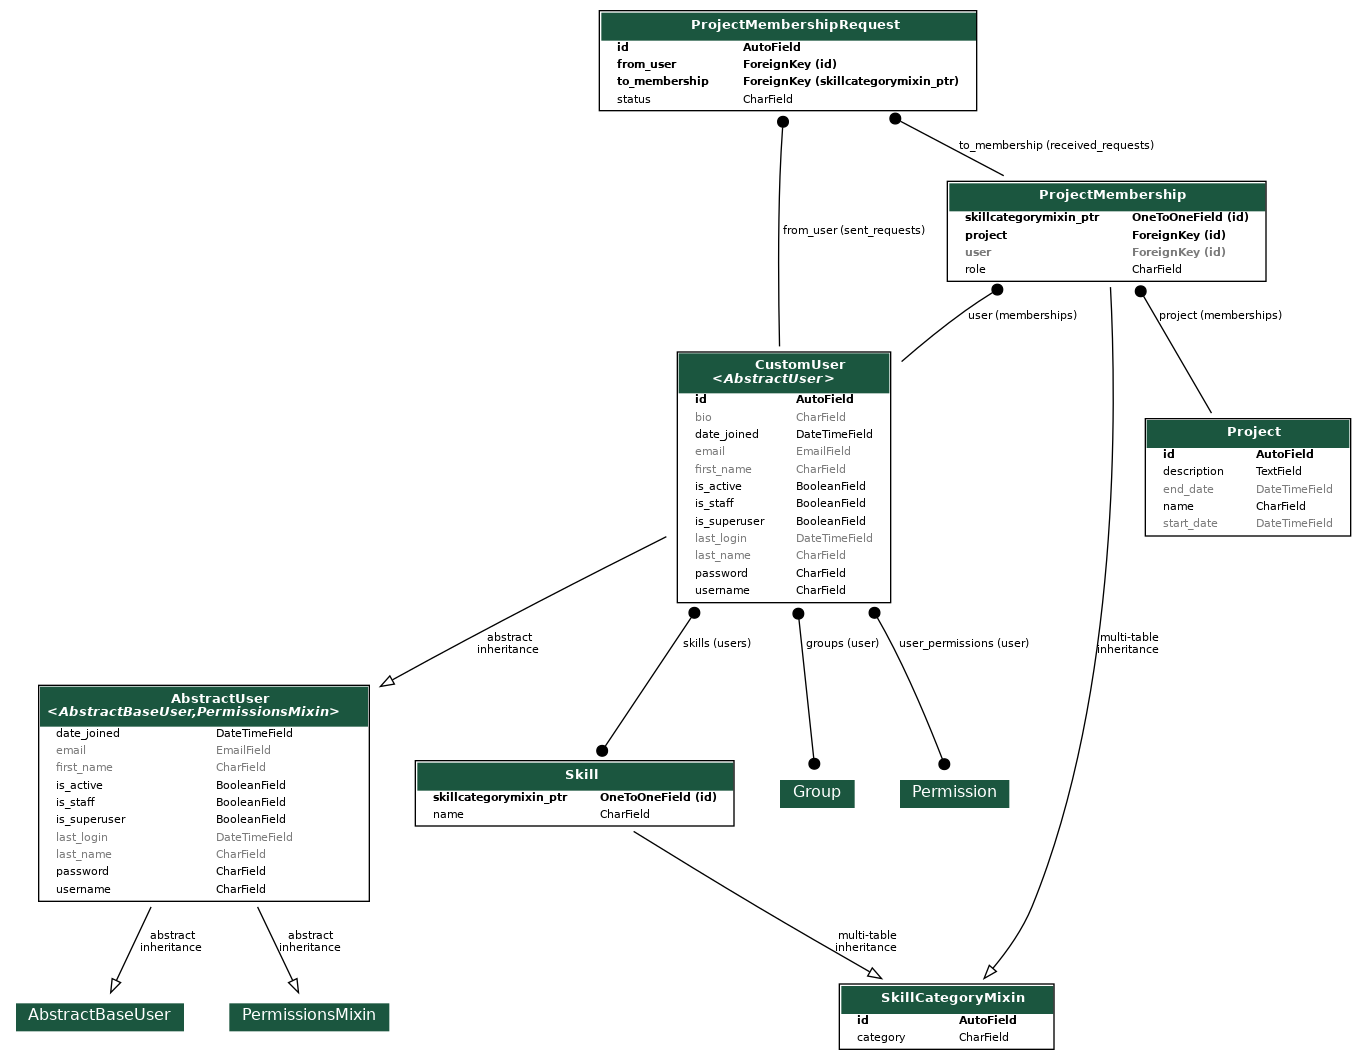 ProjectMembershipRequest
id AutoField
from_user ForeignKey (id)
to_membership ForeignKey (skillcategorymixin_ptr)
status CharField
to_membership (received_requests)
ProjectMembership
skillcategorymixin_ptr OneToOneField (id)
project ForeignKey (id)
user ForeignKey (id)
role CharField
from_user (sent_requests)
user (memberships)
project (memberships)
CustomUser
<AbstractUser>
id AutoField
bio CharField
date_joined DateTimeField
email EmailField
first_name CharField
is_active BooleanField
is_staff BooleanField
is_superuser BooleanField
last_login DateTimeField
last_name CharField
password CharField
username CharField
Project
id AutoField
description TextField
end_date DateTimeField
name CharField
start_date DateTimeField
abstract
inheritance
skills (users)
groups (user)
user_permissions (user)
multi-table
inheritance
AbstractUser
<AbstractBaseUser,PermissionsMixin>
date_joined DateTimeField
email EmailField
first_name CharField
is_active BooleanField
is_staff BooleanField
is_superuser BooleanField
last_login DateTimeField
last_name CharField
password CharField
username CharField
Skill
skillcategorymixin_ptr OneToOneField (id)
name CharField
Group
Permission
abstract
inheritance
abstract
inheritance
multi-table
inheritance
AbstractBaseUser
PermissionsMixin
SkillCategoryMixin
id AutoField
category CharField